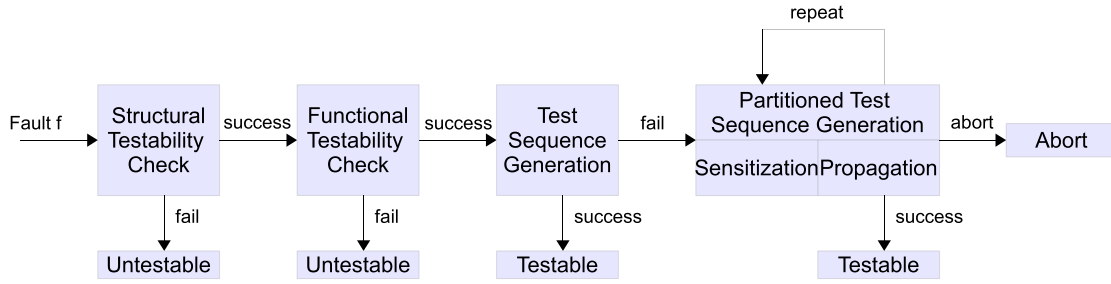 repeat
Fault f
Structural
Testability
Check
success
Functional
Testability
Check
success
Test
Sequence
Generation
fail
Partitioned Test
Sequence Generation
Sensitization
Propagation
abort
Abort
fail
fail
success
success
Untestable
Untestable
Testable
Testable